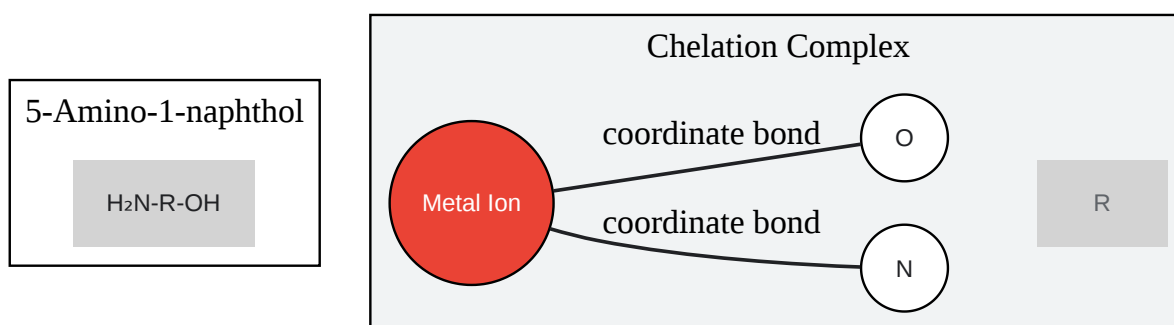 5-Amino-1-naphthol
H₂N-R-OH
Chelation Complex
Metal Ion
coordinate bond
coordinate bond
O
N
R